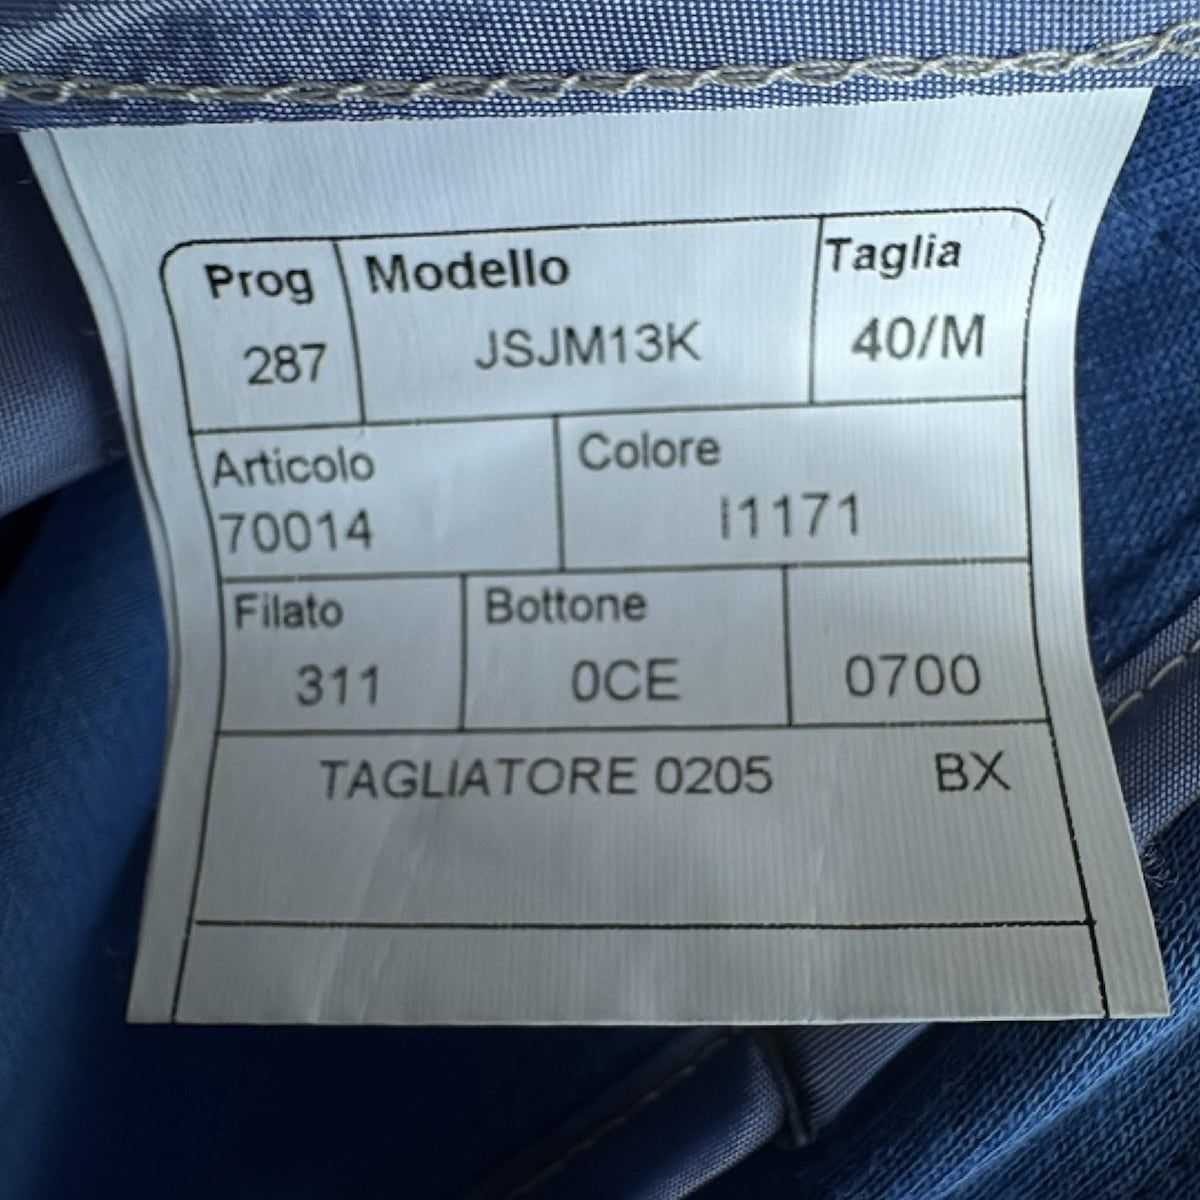 Prog Modello Taglia
287 JSJM13K 40/M
Articolo Colore
70014 i1171
Filato Bottone
311 0CE 0700
TAGLIATORE 0205 BX